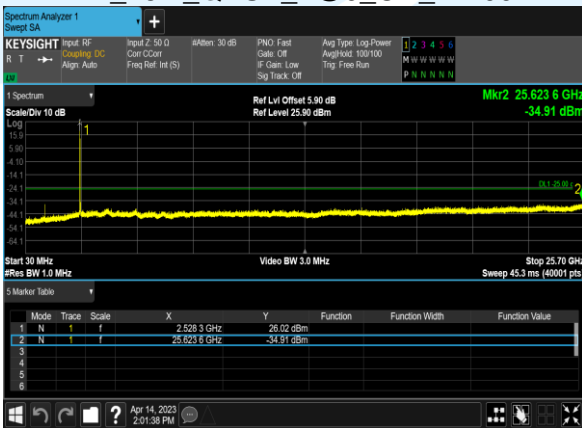 Spectrum Analyzer 1
Swept SA
KEYSIGHT Input: RF Input Z: 50 Ω #Atten: 30 dB PNO: Fast Avg Type: Log-Power 1 2 3 4 5 6
R T Coupling: DC Corr CCorr Gate: Off Avg|Hold: 100/100 M W W W W W
Align: Auto Freq Ref: Int (S) IF Gain: Low Trig: Free Run
LW Sig Track: Off P N N N N N
1 Spectrum Ref Lvl Offset 5.90 dB Mkr2 25.623 6 GHz
Scale/Div 10 dB Ref Level 25.90 dBm -34.91 dBm
Log
15.9
5.90
-4.10
-14.1
-24.1
-34.1
-44.1
-54.1
-64.1
1
DL1 -25.00
2
Start 30 MHz Video BW 3.0 MHz Stop 25.70 GHz
#Res BW 1.0 MHz Sweep 45.3 ms (40001 pts
5 Marker Table
Mode Trace Scale X Y Function Function Width Function Value
1 N 1 f 2.528 3 GHz 26.02 dBm
2 N 1 f 25.623 6 GHz -34.91 dBm
3
4
5
6
? Apr 14, 2023
2:01:38 PM